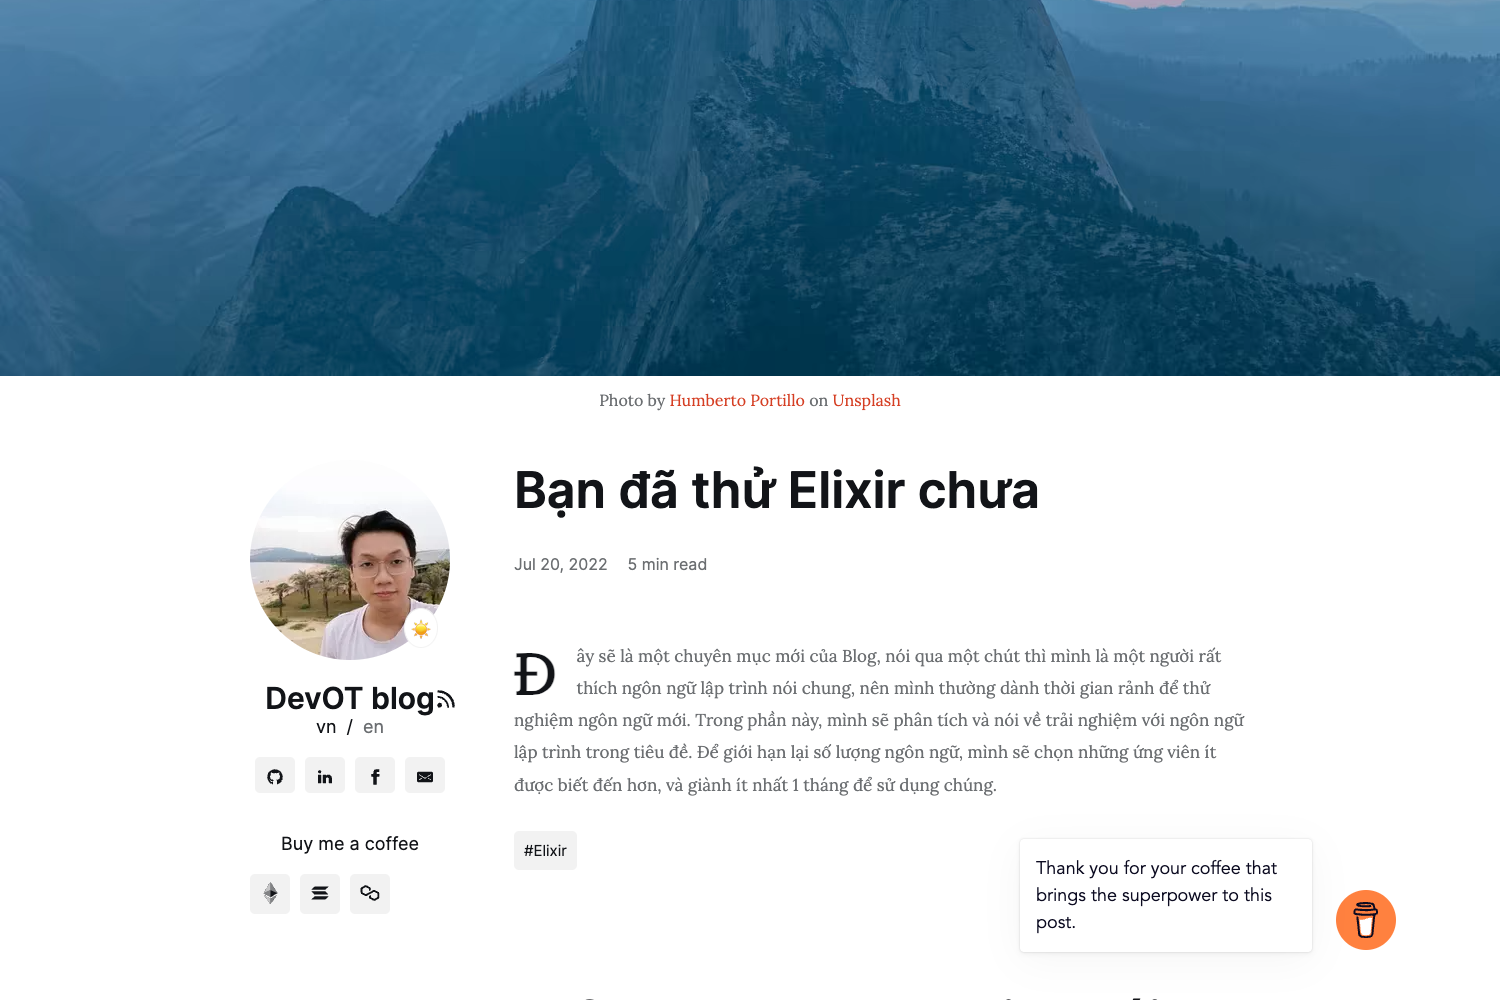 Photo by Humberto Portillo on Unsplash
Bạn đã thử Elixir chưa
Jul 20, 2022 5 min read
Đây sẽ là một chuyên mục mới của Blog, nói qua một chút thì mình là một người rất
thích ngôn ngữ lập trình nói chung, nên mình thường dành thời gian rảnh để thử
nghiệm ngôn ngữ mới. Trong phần này, mình sẽ phân tích và nói về trải nghiệm với ngôn ngữ
lập trình trong tiêu đề. Để giới hạn lại số lượng ngôn ngữ, mình sẽ chọn những ứng viên ít
được biết đến hơn, và giành ít nhất 1 tháng để sử dụng chúng.
#Elixir
DevOT blog
vn / en
Buy me a coffee
Thank you for your coffee that
brings the superpower to this
post.